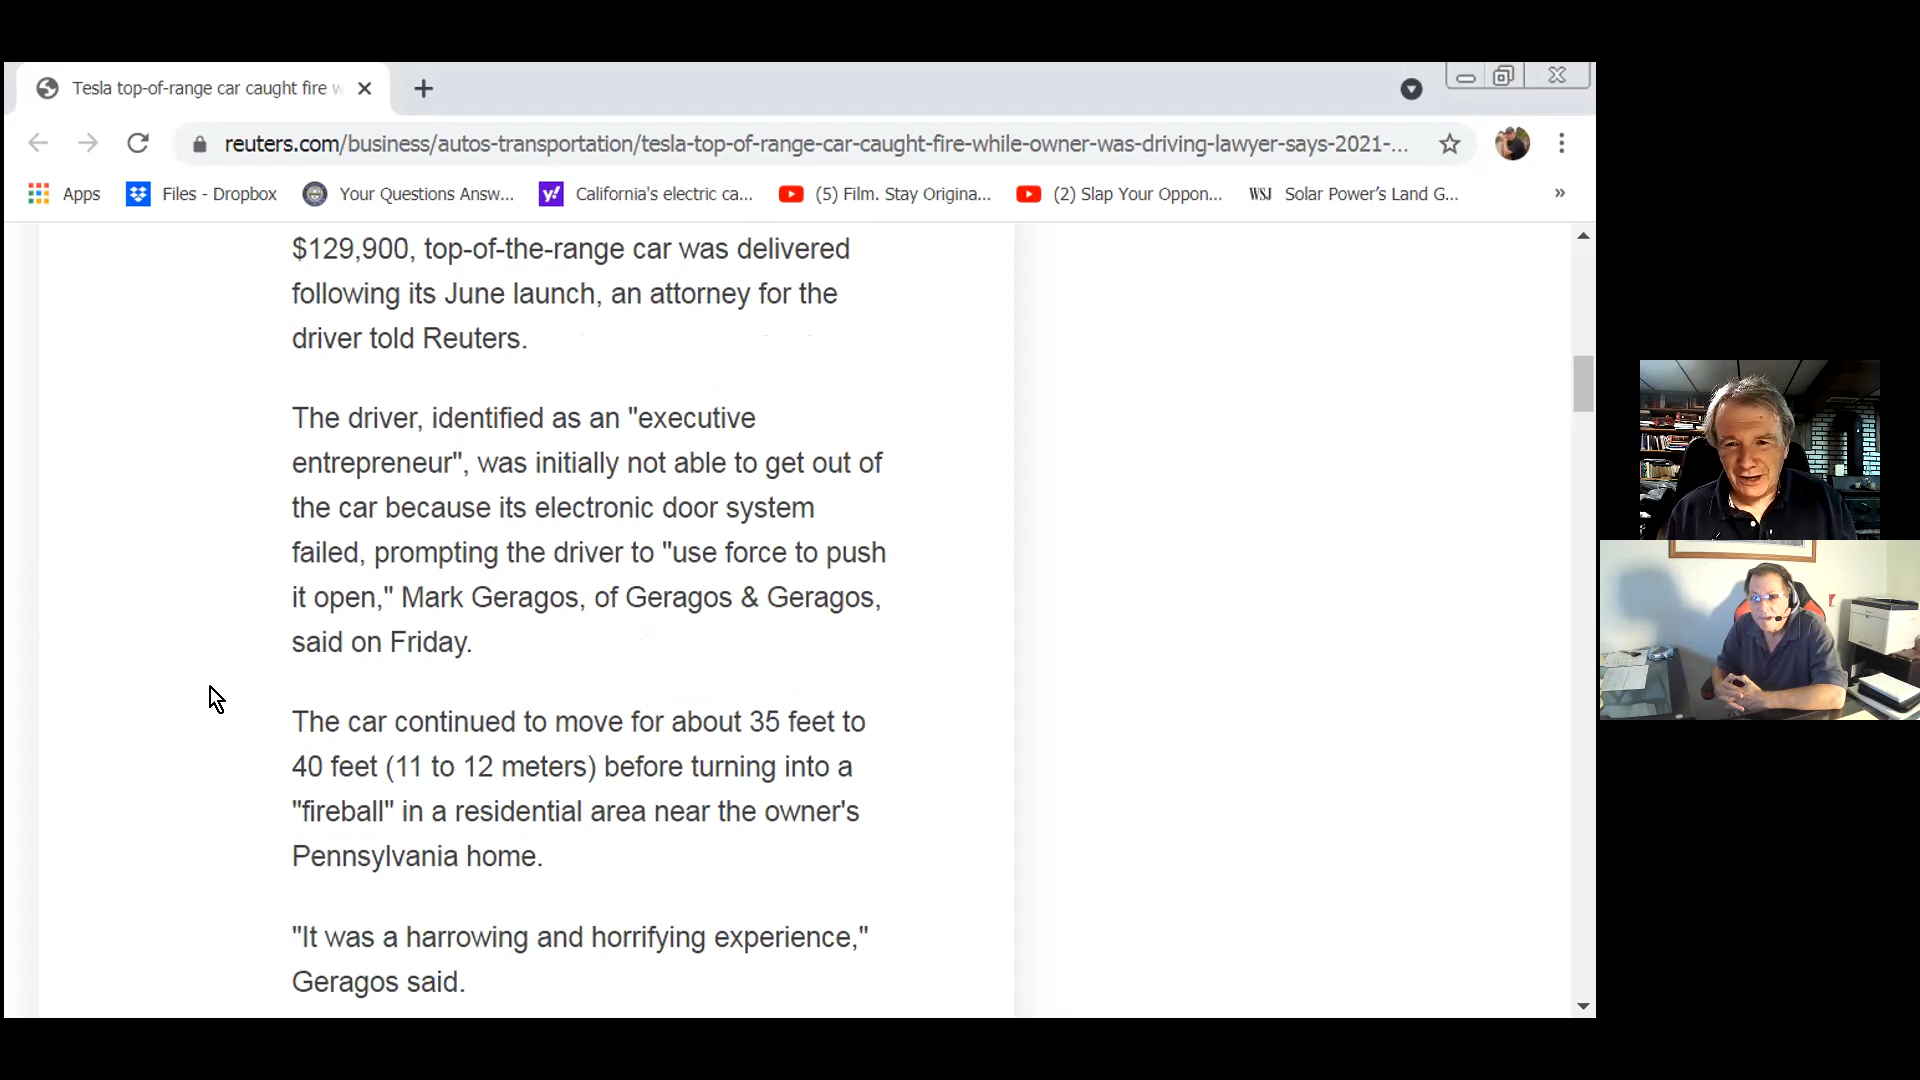 Tesla top-of-range car caught fire w
reuters.com/business/autos-transportation/tesla-top-of-range-car-caught-fire-while-owner-was-driving-lawyer-says-2021-...
Apps Files - Dropbox Your Questions Answ... y! California's electric ca... (5) Film. Stay Origina... (2) Slap Your Oppon... WSJ Solar Power's Land G... »
$129,900, top-of-the-range car was delivered
following its June launch, an attorney for the
driver told Reuters.
The driver, identified as an "executive
entrepreneur", was initially not able to get out of
the car because its electronic door system
failed, prompting the driver to "use force to push
it open," Mark Geragos, of Geragos & Geragos,
said on Friday.
The car continued to move for about 35 feet to
40 feet (11 to 12 meters) before turning into a
"fireball" in a residential area near the owner's
Pennsylvania home.
"It was a harrowing and horrifying experience,"
Geragos said.